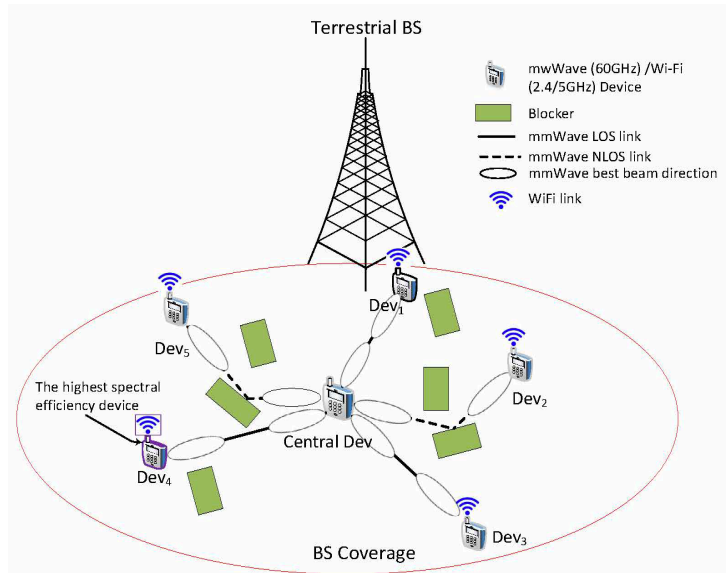 Terrestrial BS
mwWave (60GHz) /Wi-Fi
(2.4/5GHz) Device
Blocker
mmWave LOS link
mmWave NLOS link
mmWave best beam direction
WiFi link
Dev1
Dev5
Dev2
The highest spectral
efficiency device
Central Dev
Dev4
Dev3
BS Coverage